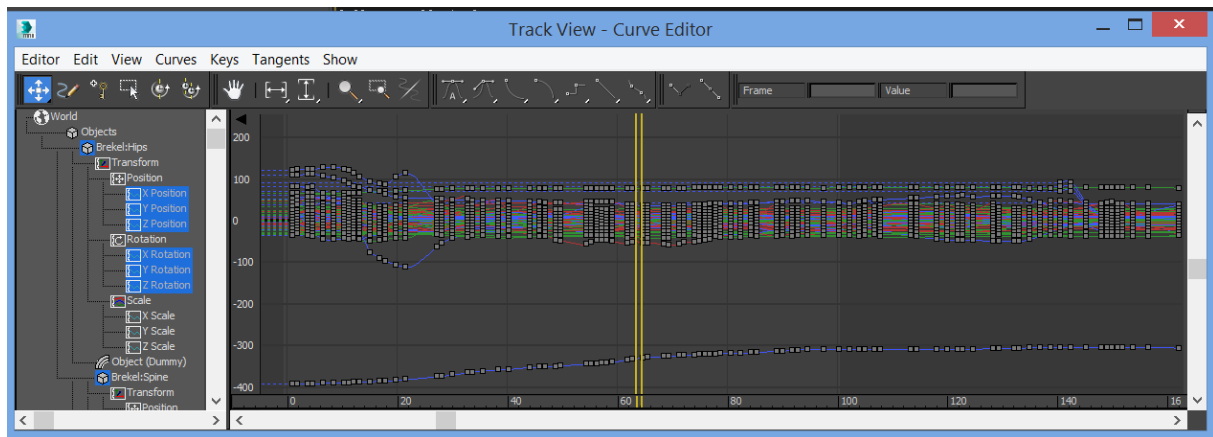 Track View - Curve Editor
Editor Edit View Curves Keys Tangents Show
Frame Value
World
Objects
Brekel:Hips
Transform
Position
X Position
Y Position
Z Position
Rotation
X Rotation
Y Rotation
Z Rotation
Scale
X Scale
Y Scale
Z Scale
Object (Dummy)
Brekel:Spine
Transform
Position
200
100
0
-100
-200
-300
-400
0 20 40 60 80 100 120 140 16